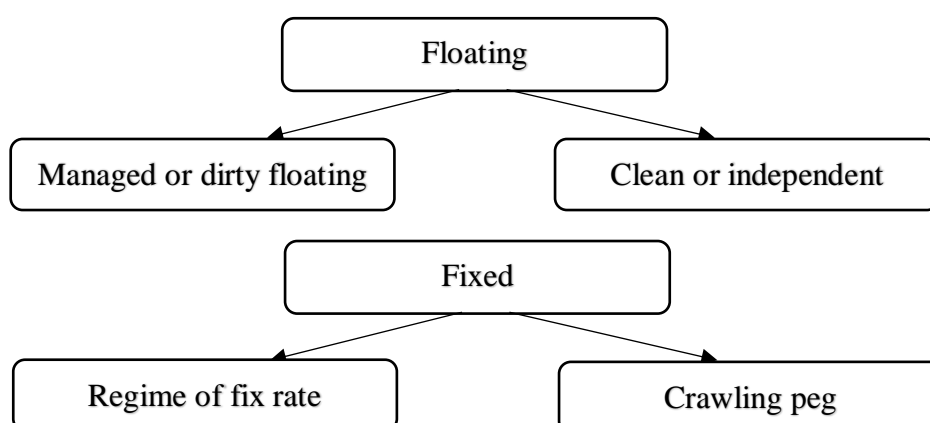 Floating
Managed or dirty floating
Clean or independent
Fixed
Regime of fix rate
Crawling peg